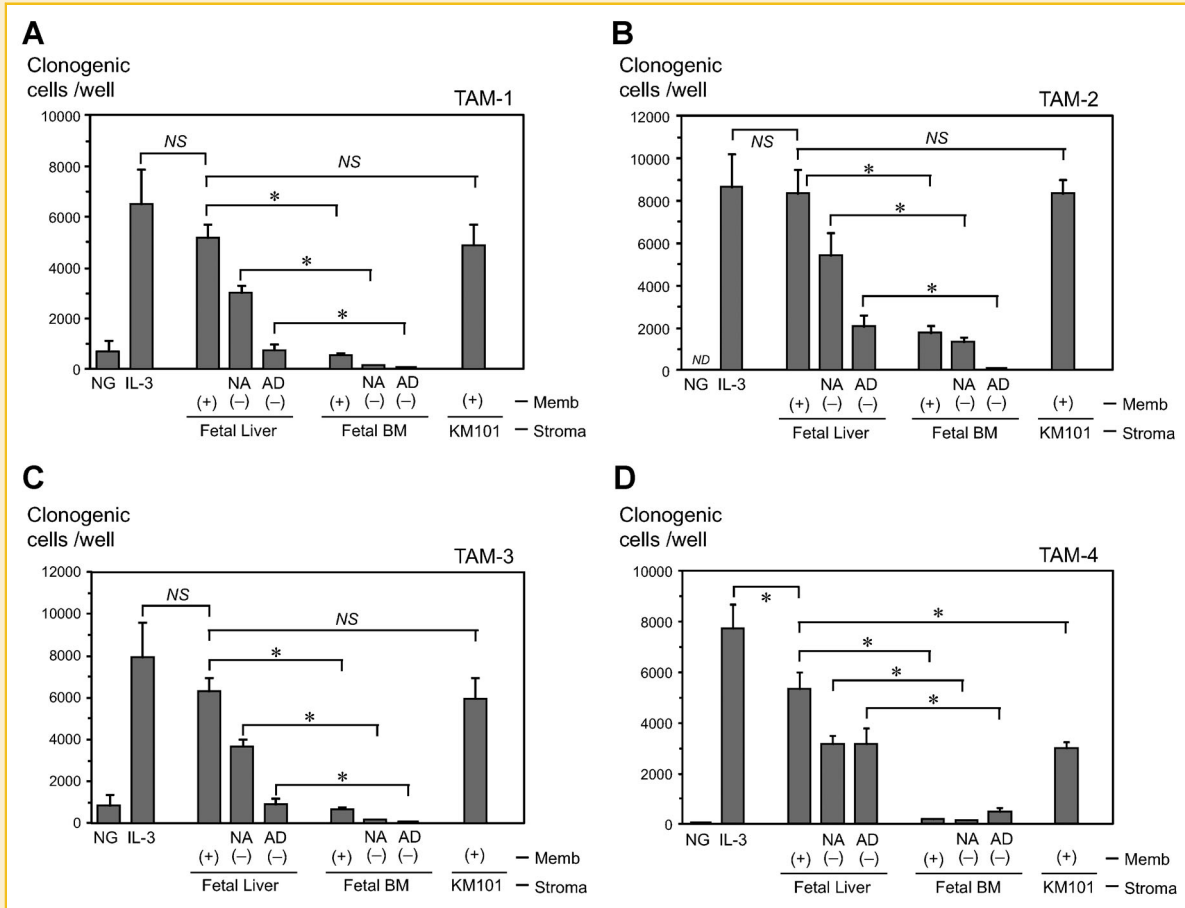 A
Clonogenic
cells /well
TAM-1
10000
8000
6000
4000
2000
0
NS
NS
*
*
*
NG IL-3 NA AD NA AD
(+) (–) (–) (+) (–) (–) (+) – Memb
Fetal Liver Fetal BM KM101 – Stroma
B
Clonogenic
cells /well
TAM-2
12000
10000
8000
6000
4000
2000
0
NS
NS
*
*
*
ND
NG IL-3 NA AD NA AD
(+) (–) (–) (+) (–) (–) (+) – Memb
Fetal Liver Fetal BM KM101 – Stroma
C
Clonogenic
cells /well
TAM-3
12000
10000
8000
6000
4000
2000
0
NS
NS
*
*
*
NG IL-3 NA AD NA AD
(+) (–) (–) (+) (–) (–) (+) – Memb
Fetal Liver Fetal BM KM101 – Stroma
D
Clonogenic
cells /well
TAM-4
10000
8000
6000
4000
2000
0
*
*
*
*
*
NG IL-3 NA AD NA AD
(+) (–) (–) (+) (–) (–) (+) – Memb
Fetal Liver Fetal BM KM101 – Stroma